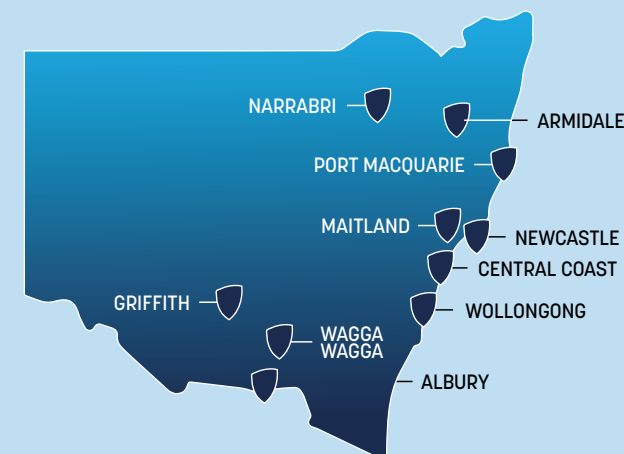 NARRABRI
ARMIDALE
PORT MACQUARIE
MAITLAND
NEWCASTLE
CENTRAL COAST
GRIFFITH
WOLLONGONG
WAGGA
WAGGA
ALBURY